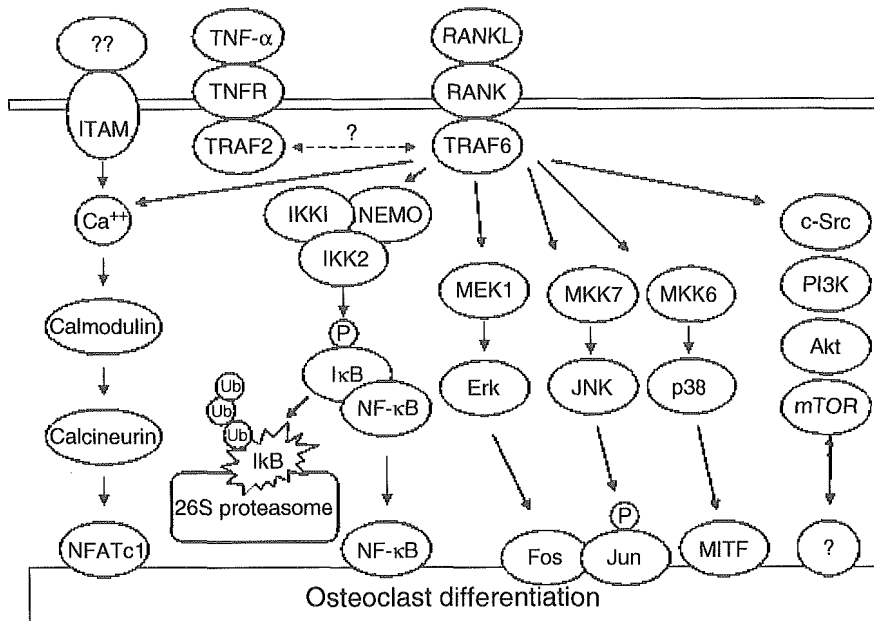 ??
TNF-α
RANKL
TNFR
RANK
ITAM
TRAF2
?
TRAF6
Ca++
IKKI
NEMO
IKK2
c-Src
MEK1
MKK7
MKK6
PI3K
Calmodulin
P
IκB
Erk
JNK
p38
Akt
Ub
Ub
Ub
NF-κB
mTOR
Calcineurin
IkB
26S proteasome
P
NFATc1
NF-κB
Fos
Jun
MITF
?
Osteoclast differentiation